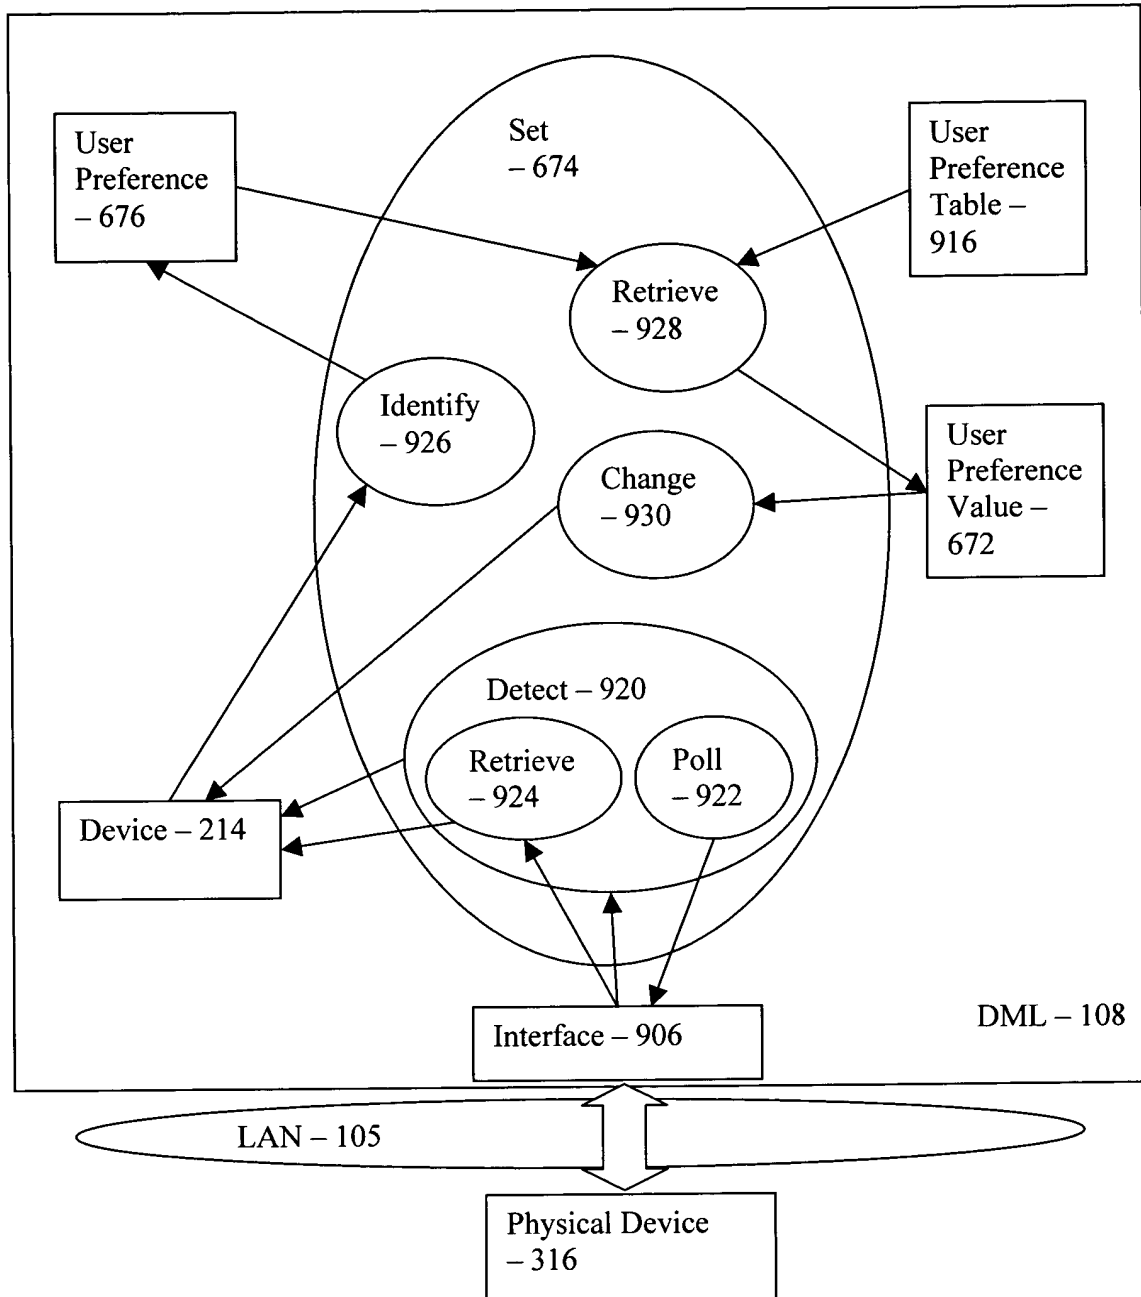 User
Preference
– 676
Set
– 674
User
Preference
Table –
916
Retrieve
– 928
Identify
– 926
Change
– 930
User
Preference
Value –
672
Detect – 920
Retrieve
– 924
Poll
– 922
Device – 214
Interface – 906
DML – 108
LAN – 105
Physical Device
– 316